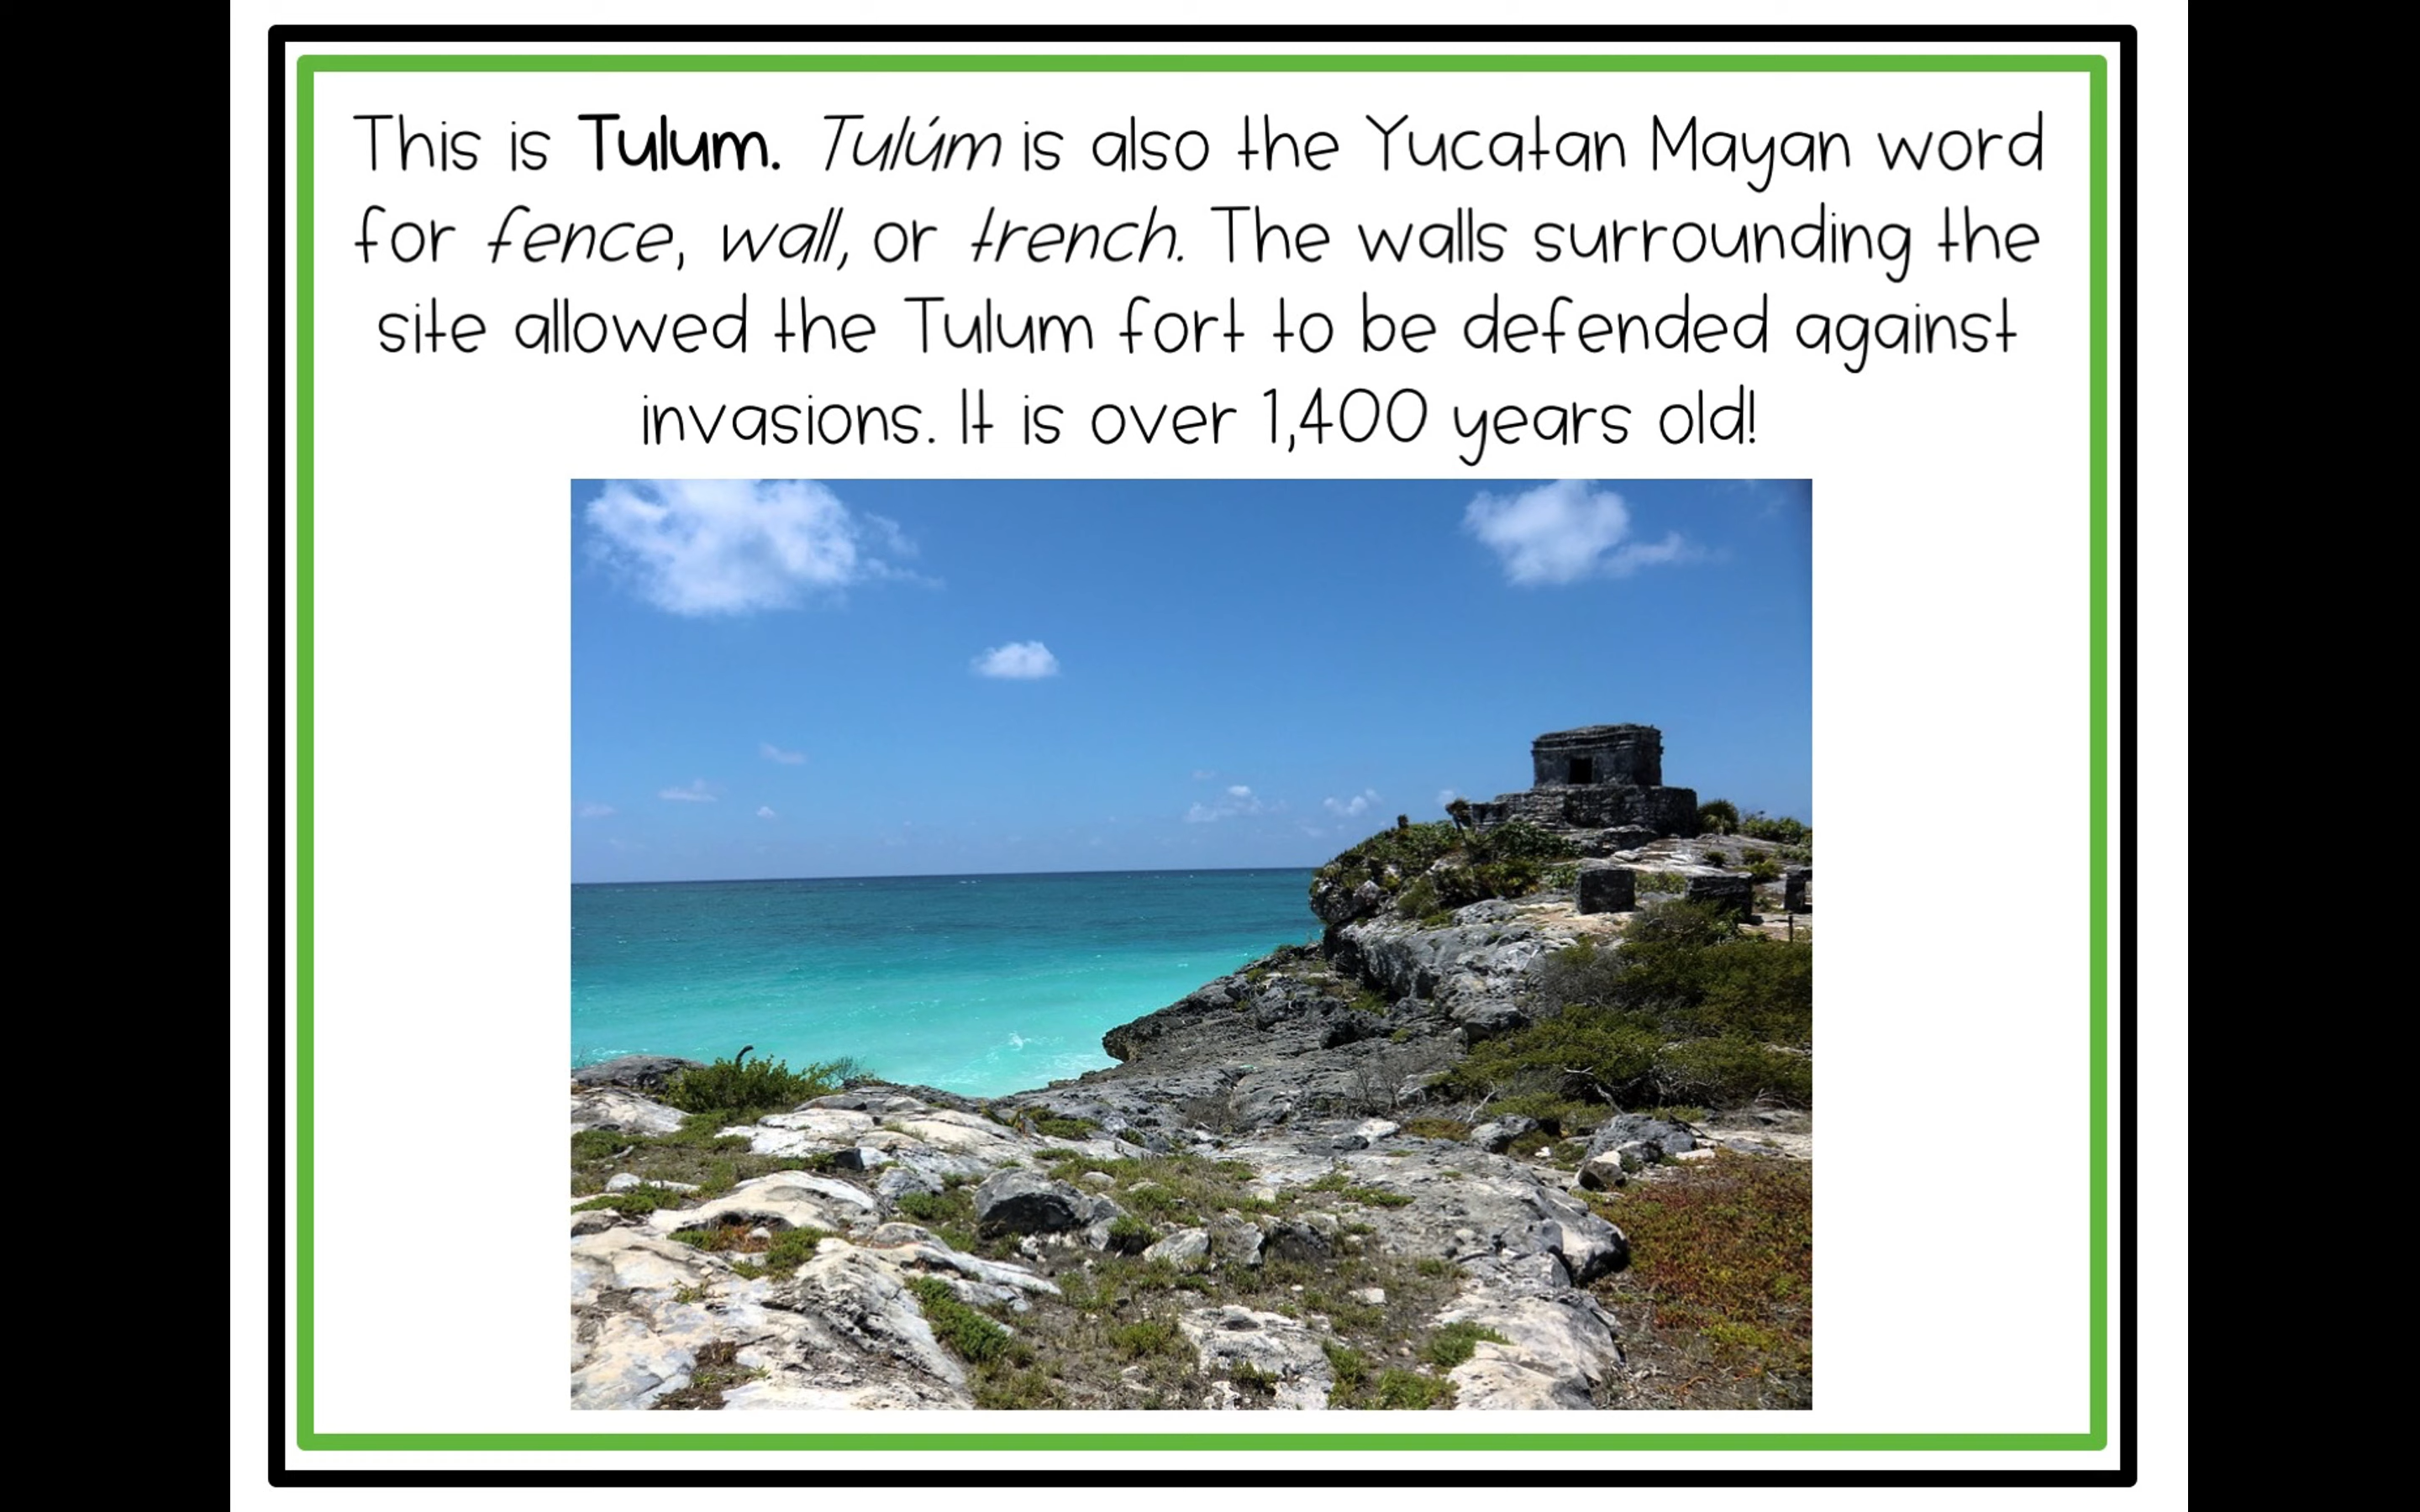 This is Tulum. Tulúm is also the Yucatan Mayan word
for fence, wall, or trench. The walls surrounding the
site allowed the Tulum fort to be defended against
invasions. It is over 1,400 years old!